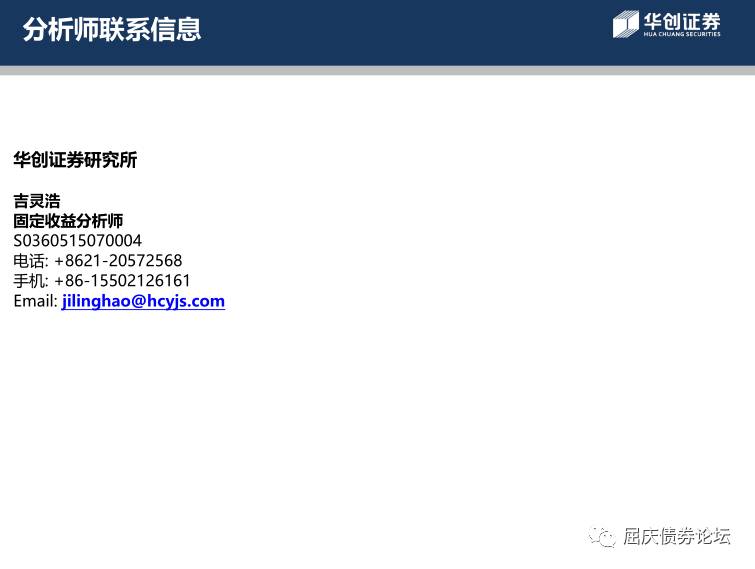 分析师联系信息
华创证券
HUA CHUANG SECURITIES
华创证券研究所
吉灵浩
固定收益分析师
S0360515070004
电话: +8621-20572568
手机: +86-15502126161
Email: jilinghao@hcyjs.com
屈庆债券论坛